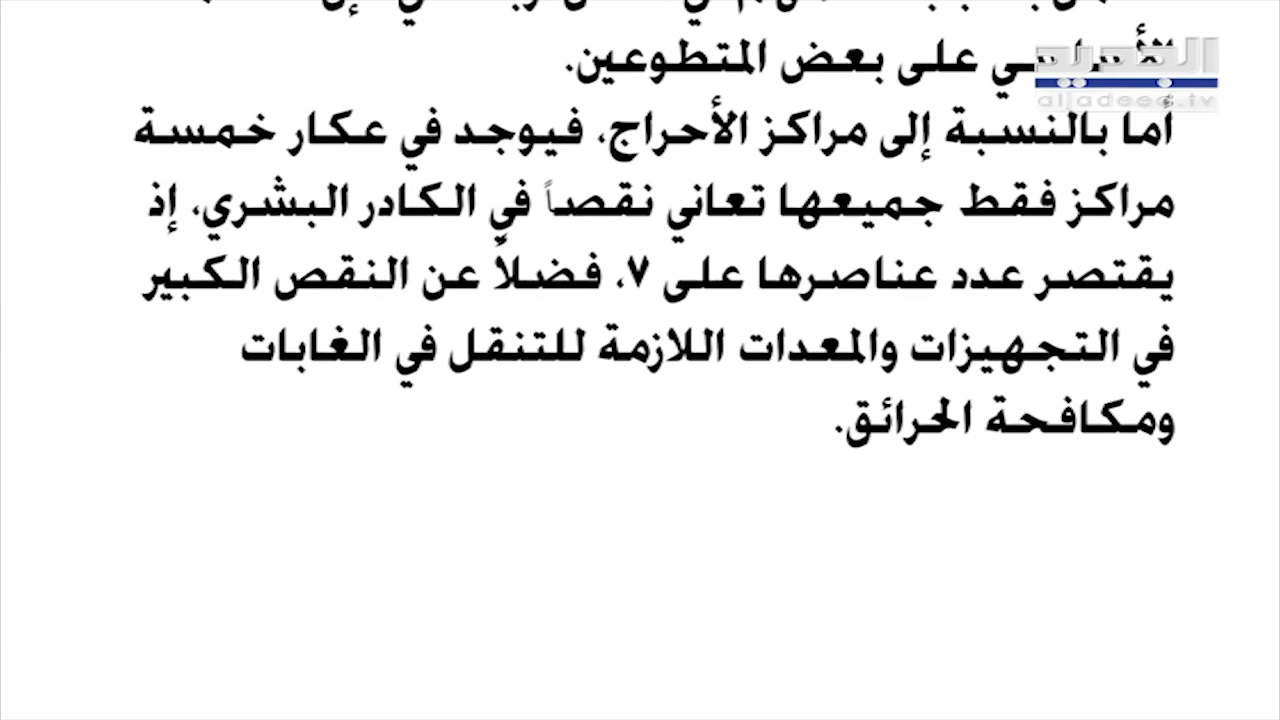 الجديد
aljadeed.tv
على بعض المتطوعين.
أما بالنسبة إلى مراكز الأحراج، فيوجد في عكار خمسة
مراكز فقط جميعها تعاني نقصاً في الكادر البشري، إذ
يقتصر عدد عناصرها على ٧، فضلاً عن النقص الكبير
في التجهيزات والمعدات اللازمة للتنقل في الغابات
ومكافحة الحرائق.